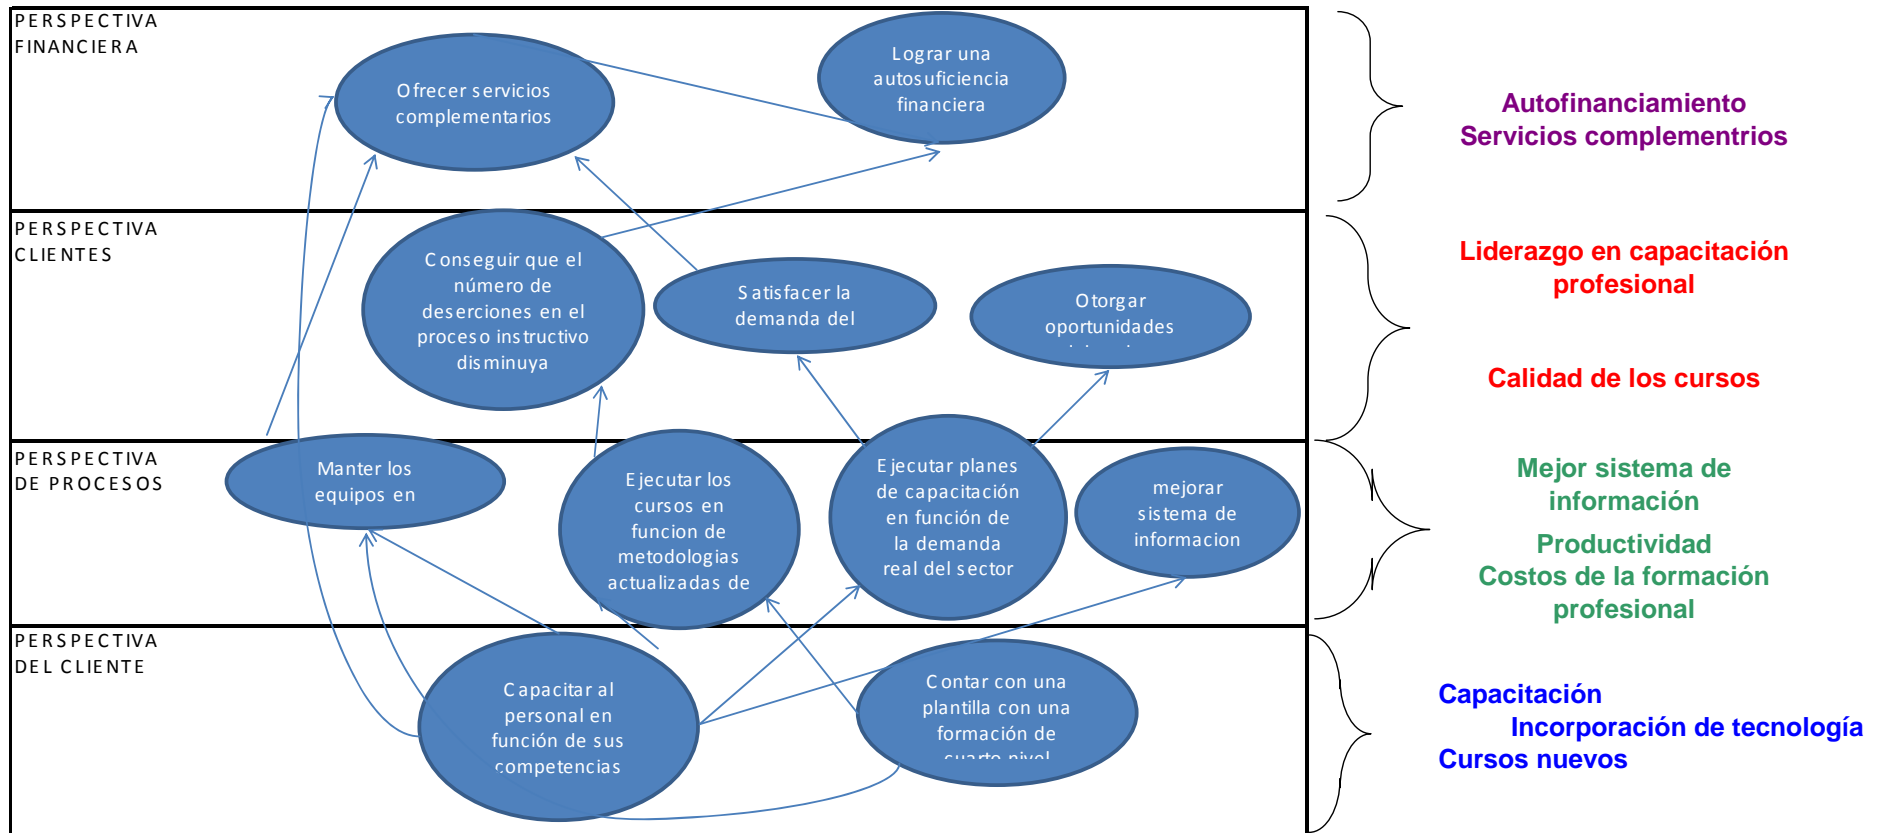 PERSPECTIVA
FINANCIERA
Ofrecer servicios
complementarios
Lograr una
autosuficiencia
financiera
Autofinanciamiento
Servicios complementrios
PERSPECTIVA
CLIENTES
Conseguir que el
número de
deserciones en el
proceso instructivo
disminuya
Satisfacer la
demanda del
Otorgar
oportunidades
Liderazgo en capacitación
profesional
Calidad de los cursos
PERSPECTIVA
DE PROCESOS
Manter los
equipos en
Ejecutar los
cursos en
funcion de
metodologias
actualizadas de
Ejecutar planes
de capacitación
en función de
la demanda
real del sector
mejorar
sistema de
informacion
Mejor sistema de
información
Productividad
Costos de la formación
profesional
PERSPECTIVA
DEL CLIENTE
Capacitar al
personal en
función de sus
competencias
Contar con una
plantilla con una
formación de
cuarto nivel
Capacitación
Incorporación de tecnología
Cursos nuevos